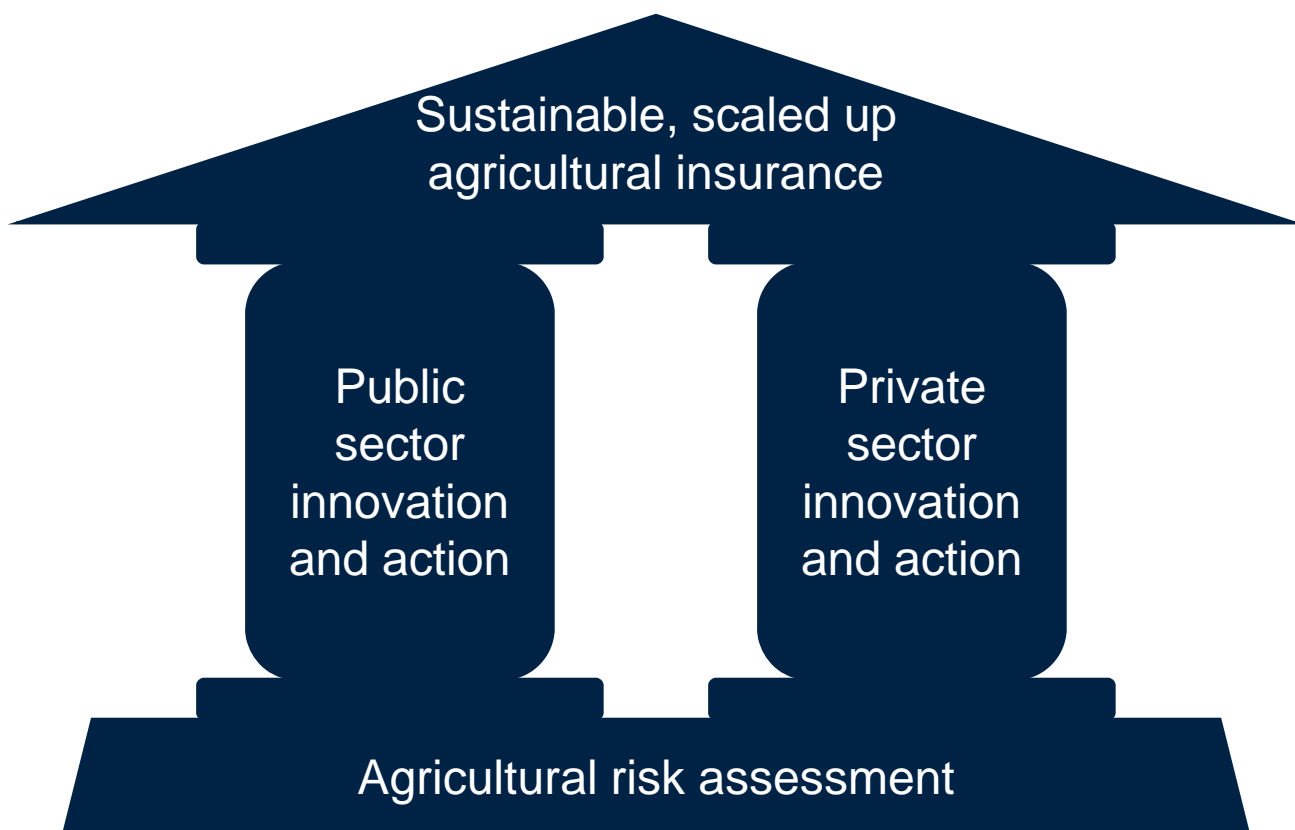 Sustainable, scaled up
agricultural insurance
Public
sector
innovation
and action
Private
sector
innovation
and action
Agricultural risk assessment